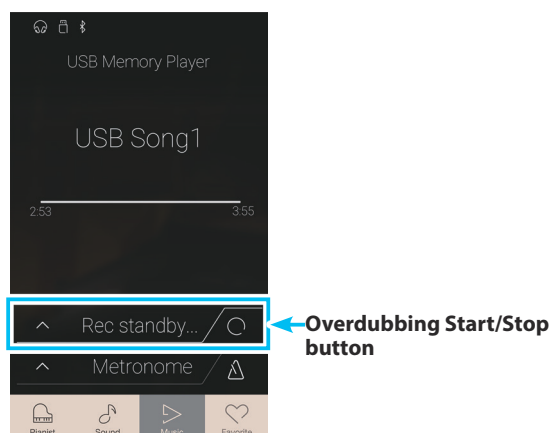 USB Memory Player
USB Song1
2:53 3:55
Rec standby...
Overdubbing Start/Stop
button
Metronome
Pianist Sound Music Favorite